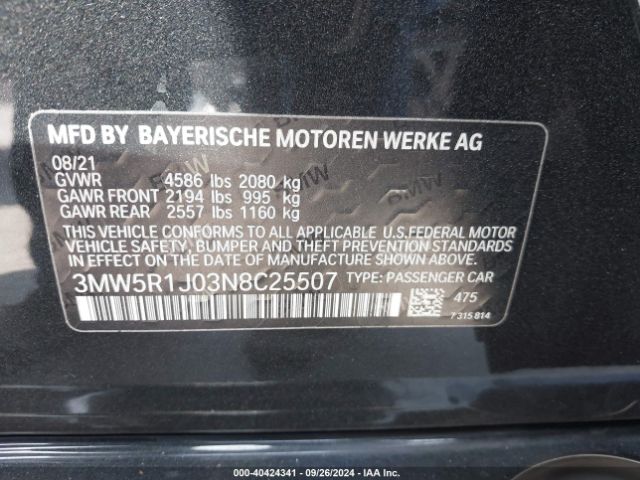 MFD BY BAYERISCHE MOTOREN WERKE AG
08/21
GVWR 4586 lbs 2080 kg
GAWR FRONT 2194 lbs 995 kg
GAWR REAR 2557 lbs 1160 kg
THIS VEHICLE CONFORMS TO ALL APPLICABLE U.S.FEDERAL MOTOR
VEHICLE SAFETY, BUMPER AND THEFT PREVENTION STANDARDS
IN EFFECT ON THE DATE OF MANUFACTURE SHOWN ABOVE.
3MW5R1J03N8C25507 TYPE: PASSENGER CAR
475
7 315 814
000-40424341 | 09/26/2024 | IAA Inc.